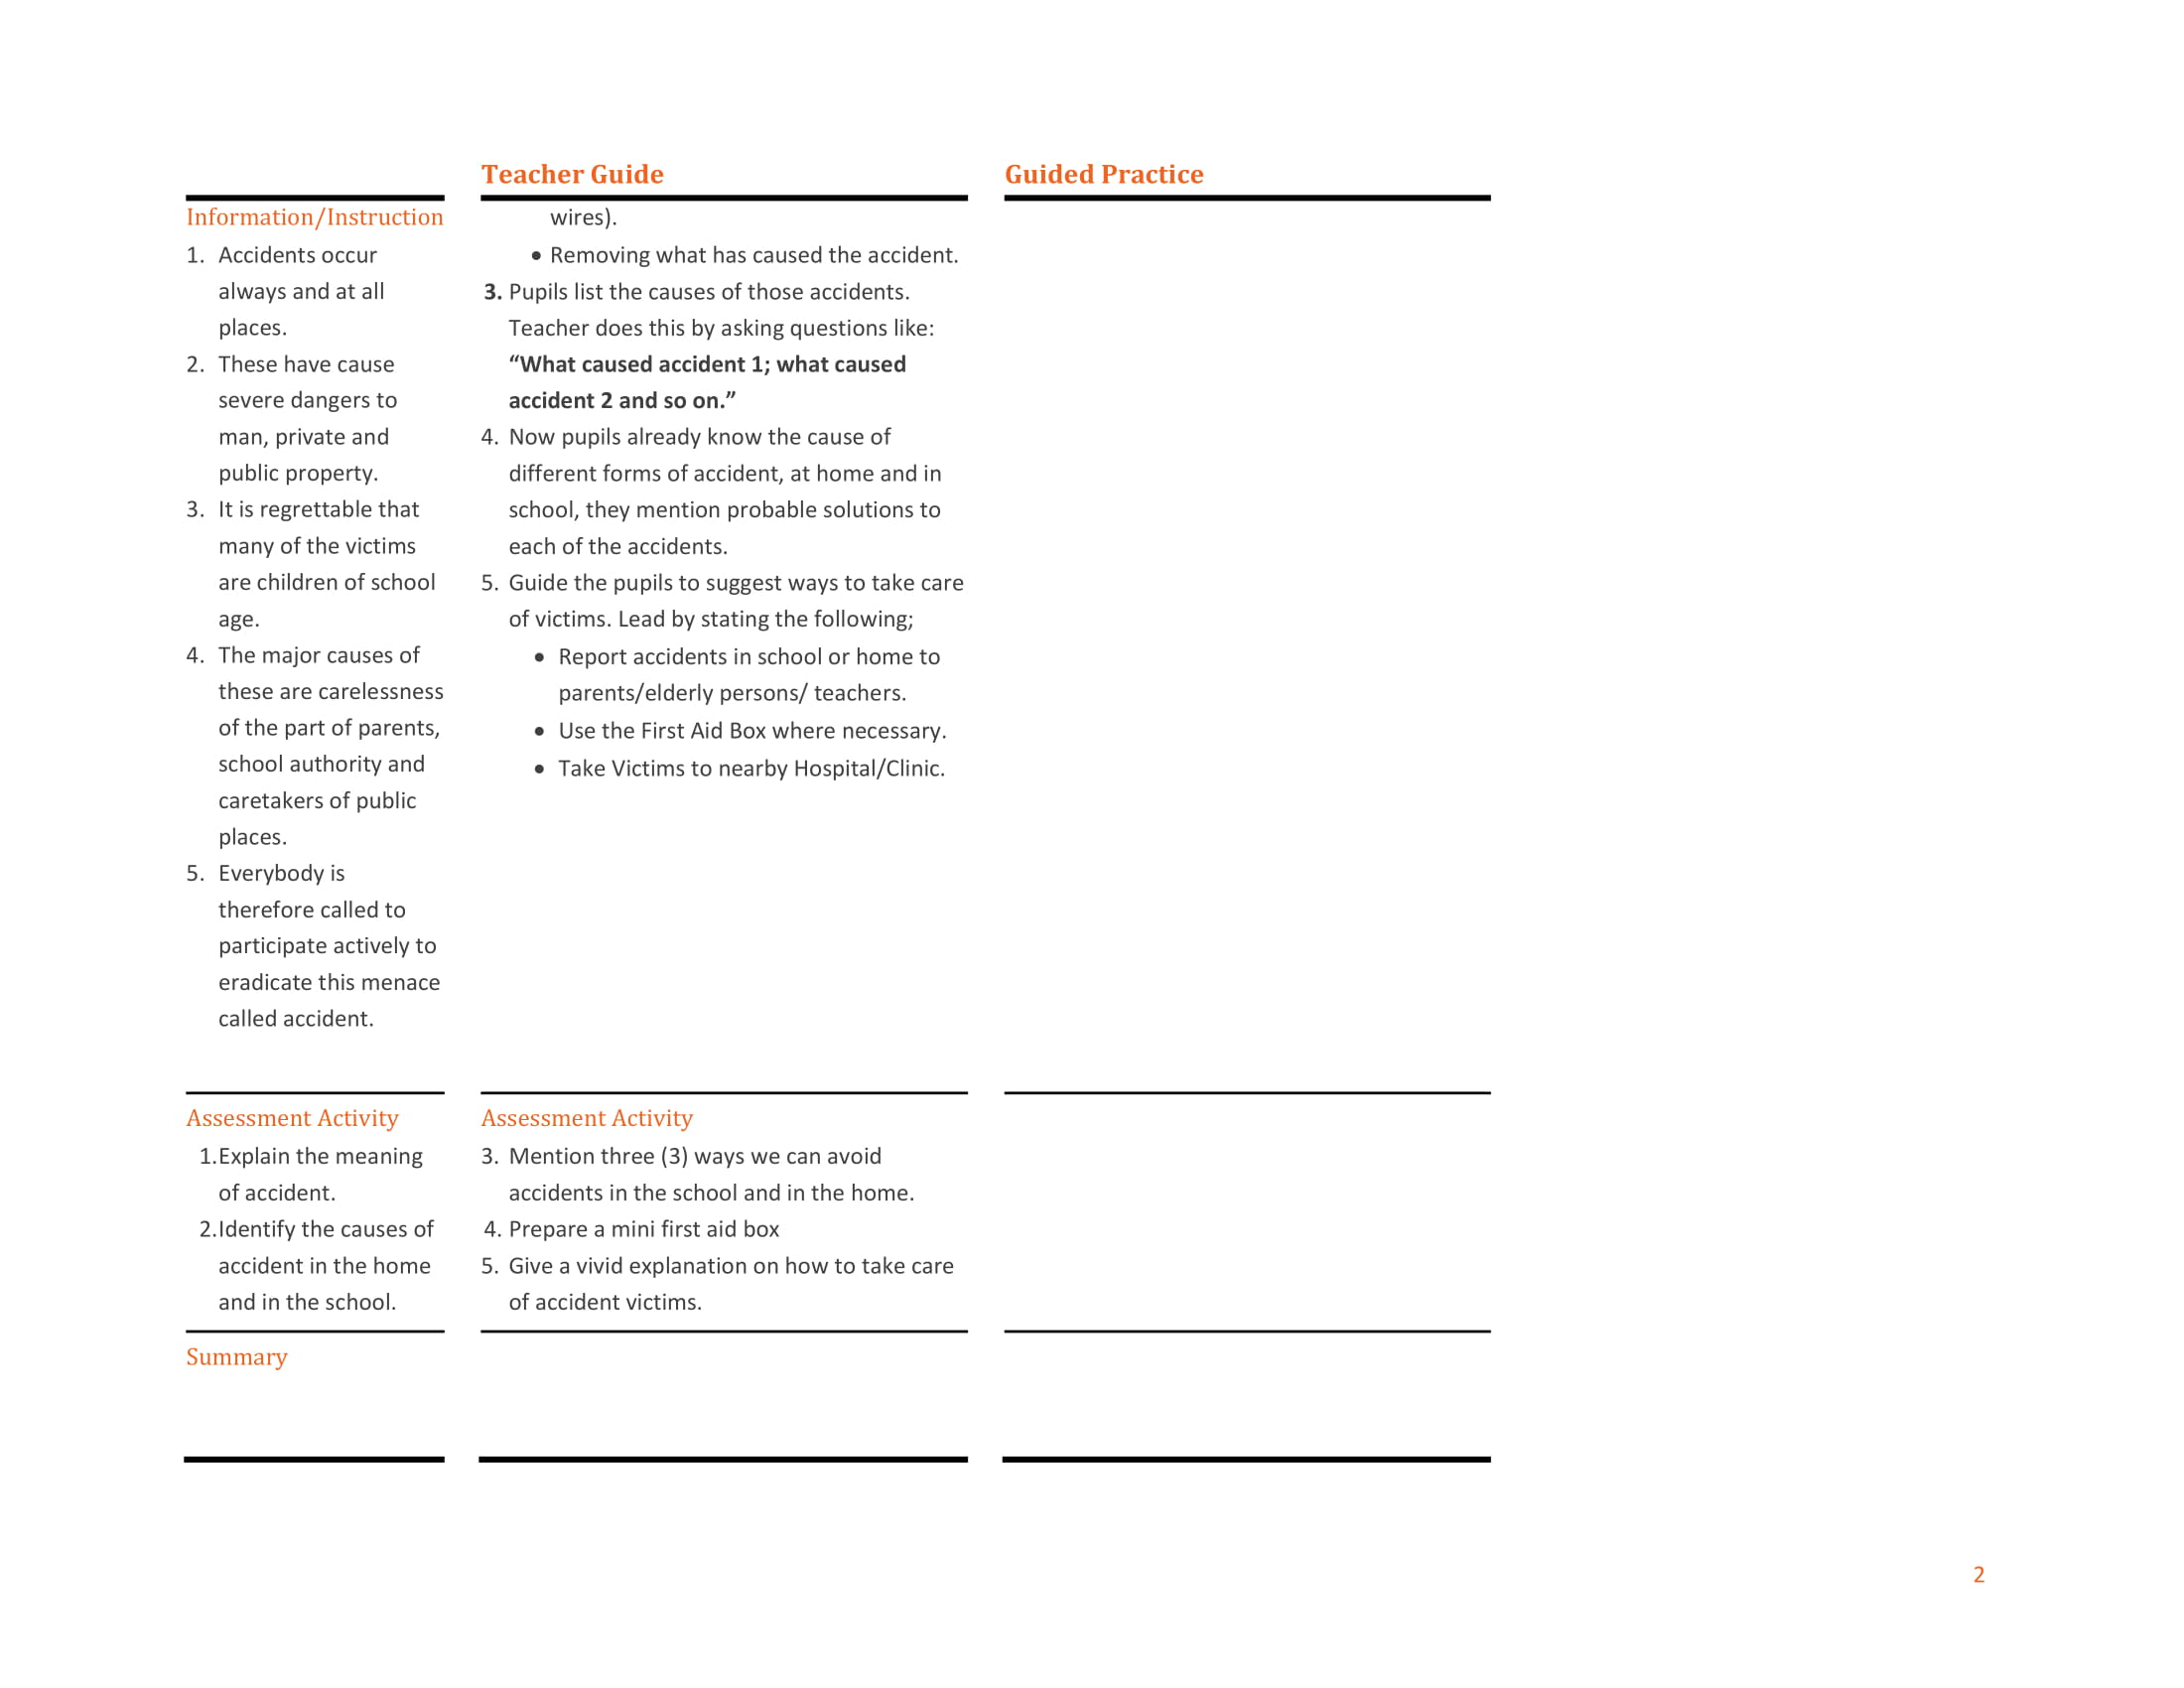 Teacher Guide
Guided Practice
Information/Instruction
1. Accidents occur
always and at all
places.
2. These have cause
severe dangers to
man, private and
public property.
3. It is regrettable that
many of the victims
are children of school
age.
4. The major causes of
these are carelessness
of the part of parents,
school authority and
caretakers of public
places.
5. Everybody is
therefore called to
participate actively to
eradicate this menace
called accident.
wires).
• Removing what has caused the accident.
3. Pupils list the causes of those accidents.
Teacher does this by asking questions like:
“What caused accident 1; what caused
accident 2 and so on.”
4. Now pupils already know the cause of
different forms of accident, at home and in
school, they mention probable solutions to
each of the accidents.
5. Guide the pupils to suggest ways to take care
of victims. Lead by stating the following;
• Report accidents in school or home to
parents/elderly persons/ teachers.
• Use the First Aid Box where necessary.
• Take Victims to nearby Hospital/Clinic.
Assessment Activity
1.Explain the meaning
of accident.
2.Identify the causes of
accident in the home
and in the school.
Assessment Activity
3. Mention three (3) ways we can avoid
accidents in the school and in the home.
4. Prepare a mini first aid box
5. Give a vivid explanation on how to take care
of accident victims.
Summary
2